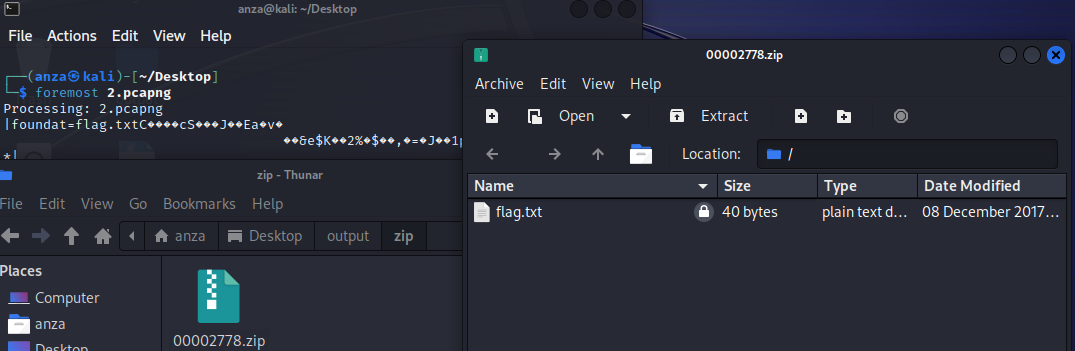 anza@kali: ~/Desktop
File Actions Edit View Help
┌──(anza㉿kali)-[~/Desktop]
└─$ foremost 2.pcapng
Processing: 2.pcapng
|foundat=flag.txtC����cS���J��Ea�v�
��&e$K��2%�$��,�=�J��1p
*|
zip - Thunar
File Edit View Go Bookmarks Help
anza Desktop output zip
Places
Computer
anza
Desktop
00002778.zip
00002778.zip
Archive Edit View Help
Open Extract
Location: /
Name Size Type Date Modified
flag.txt 40 bytes plain text d... 08 December 2017...